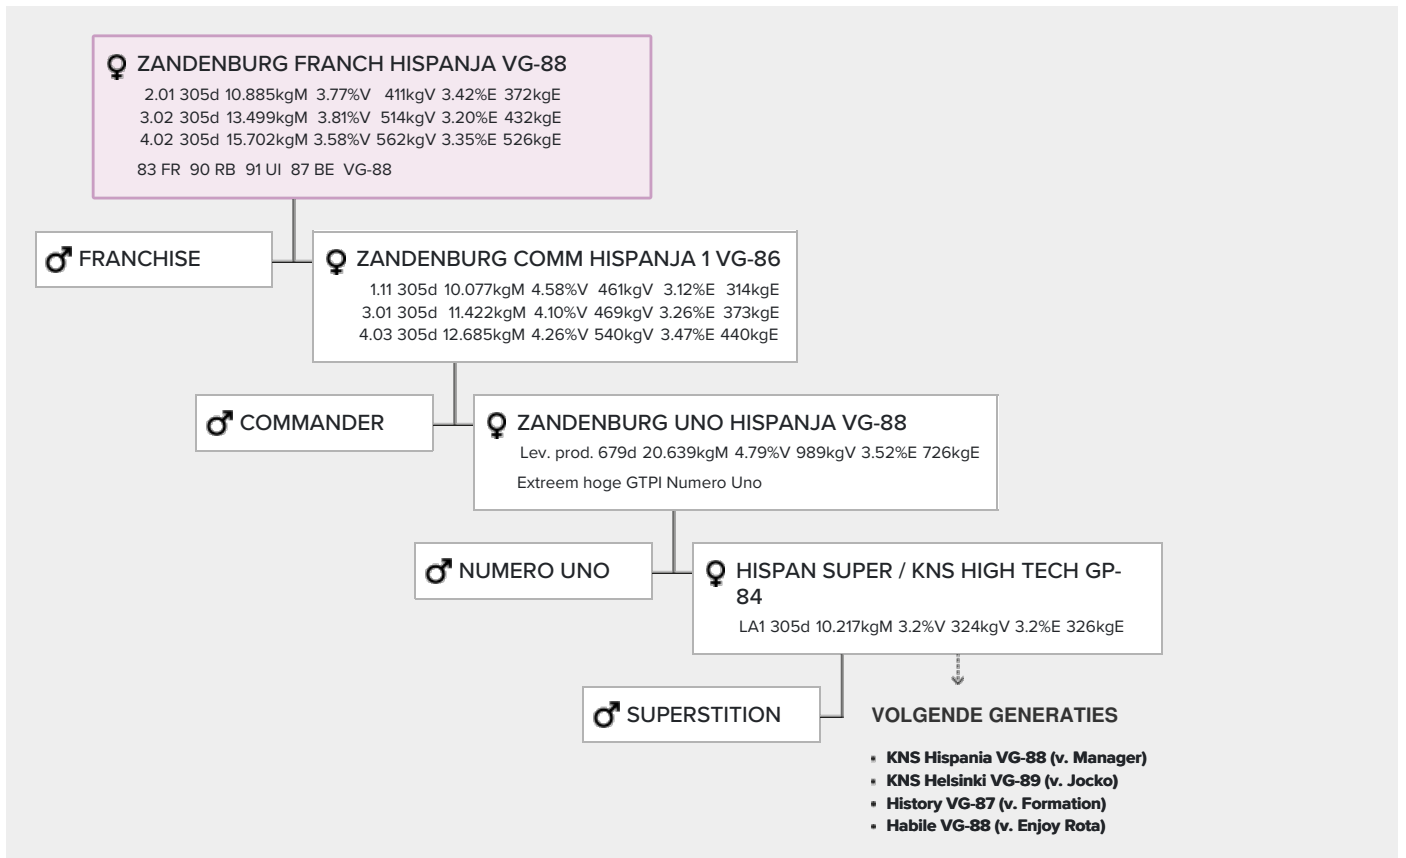 ZANDENBURG FRANCH HISPANJA VG-88
2.01 305d 10.885kgM 3.77%V 411kgV 3.42%E 372kgE
3.02 305d 13.499kgM 3.81%V 514kgV 3.20%E 432kgE
4.02 305d 15.702kgM 3.58%V 562kgV 3.35%E 526kgE
83 FR 90 RB 91 UI 87 BE VG-88
FRANCHISE
ZANDENBURG COMM HISPANJA 1 VG-86
1.11 305d 10.077kgM 4.58%V 461kgV 3.12%E 314kgE
3.01 305d 11.422kgM 4.10%V 469kgV 3.26%E 373kgE
4.03 305d 12.685kgM 4.26%V 540kgV 3.47%E 440kgE
COMMANDER
ZANDENBURG UNO HISPANJA VG-88
Lev. prod. 679d 20.639kgM 4.79%V 989kgV 3.52%E 726kgE
Extreem hoge GTPI Numero Uno
NUMERO UNO
HISPAN SUPER / KNS HIGH TECH GP-
84
LA1 305d 10.217kgM 3.2%V 324kgV 3.2%E 326kgE
SUPERSTITION
VOLGENDE GENERATIES
• KNS Hispania VG-88 (v. Manager)
• KNS Helsinki VG-89 (v. Jocko)
• History VG-87 (v. Formation)
• Habile VG-88 (v. Enjoy Rota)